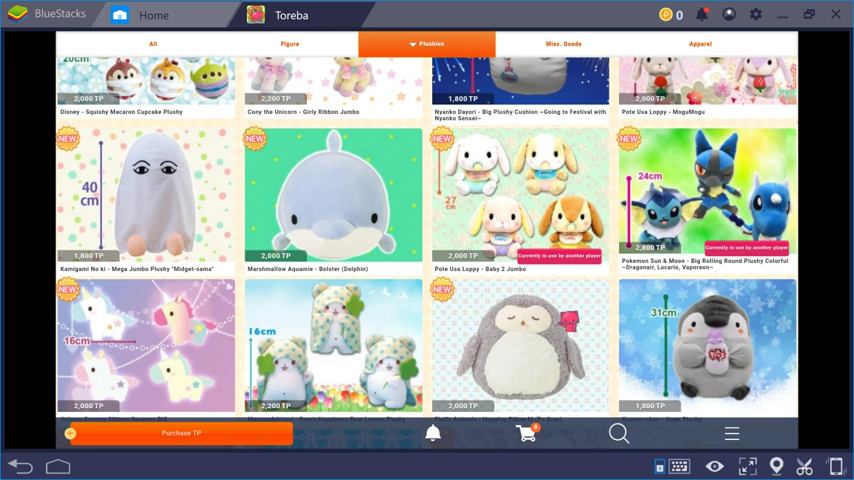 BlueStacks
Home
Toreba
0
All
Figure
Plushies
Misc. Goods
Apparel
20cm
2,000 TP
2,200 TP
1,800 TP
2,000 TP
Disney - Squishy Macaron Cupcake Plushy
Cony the Unicorn - Girly Ribbon Jumbo
Nyanko Dayori - Big Plushy Cushion ~Going to Festival with
Nyanko Sensei~
Pote Usa Loppy - MoguMogu
NEW
40
cm
1,800 TP
2,000 TP
NEW
27
cm
Currently in use by another player
NEW
24cm
2,800 TP
Currently in use by another player
Kamigami No ki - Mega Jumbo Plushy "Midget-sama"
Marshmallow Aquamie - Bolster (Dolphin)
Pote Usa Loppy - Baby 2 Jumbo
Pokemon Sun & Moon - Big Rolling Round Plushy Colorful
~Dragonair, Lucario, Vaporeon~
NEW
16cm
2,000 TP
16cm
2,200 TP
NEW
2,000 TP
31cm
1,800 TP
Purchase TP
0